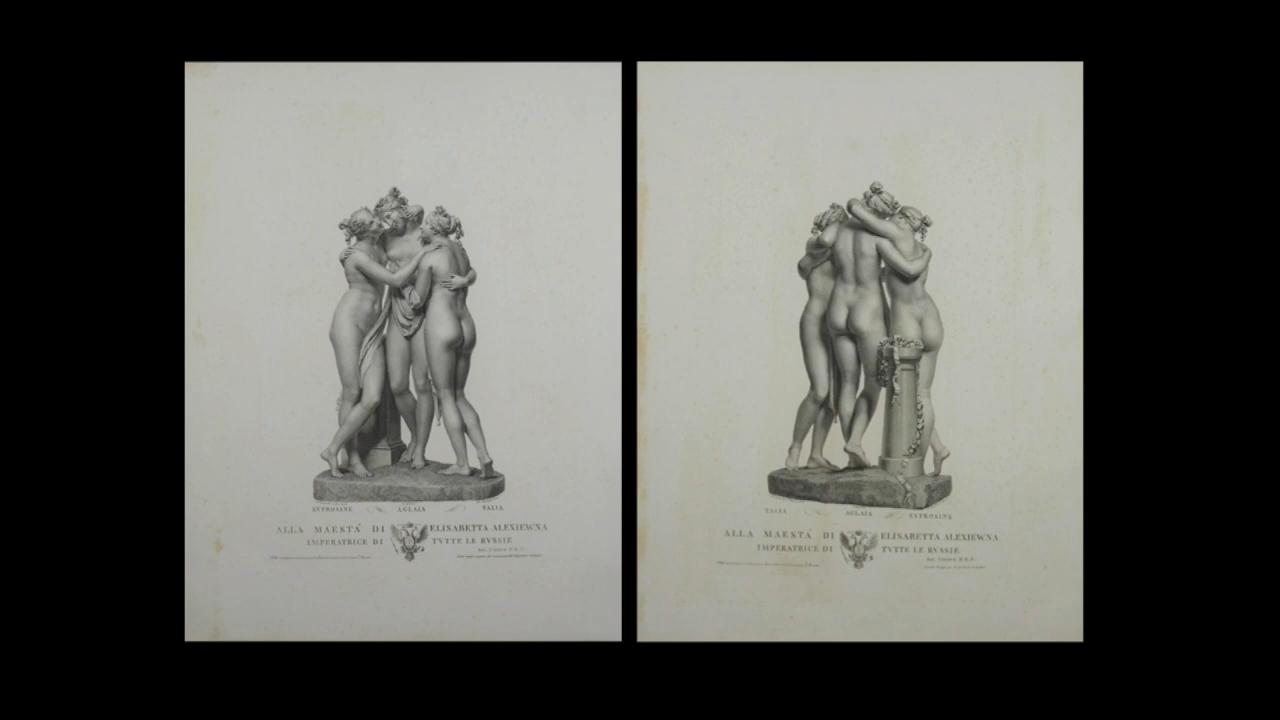 EVFROSINE AGLAIA TALIA
ALLA MAESTÀ DI ELISABETTA ALEXIEWNA
IMPERATRICE DI TVTTE LE RVSSIE
TALIA AGLAIA EVFROSINE
ALLA MAESTÀ DI ELISABETTA ALEXIEWNA
IMPERATRICE DI TVTTE LE RVSSIE